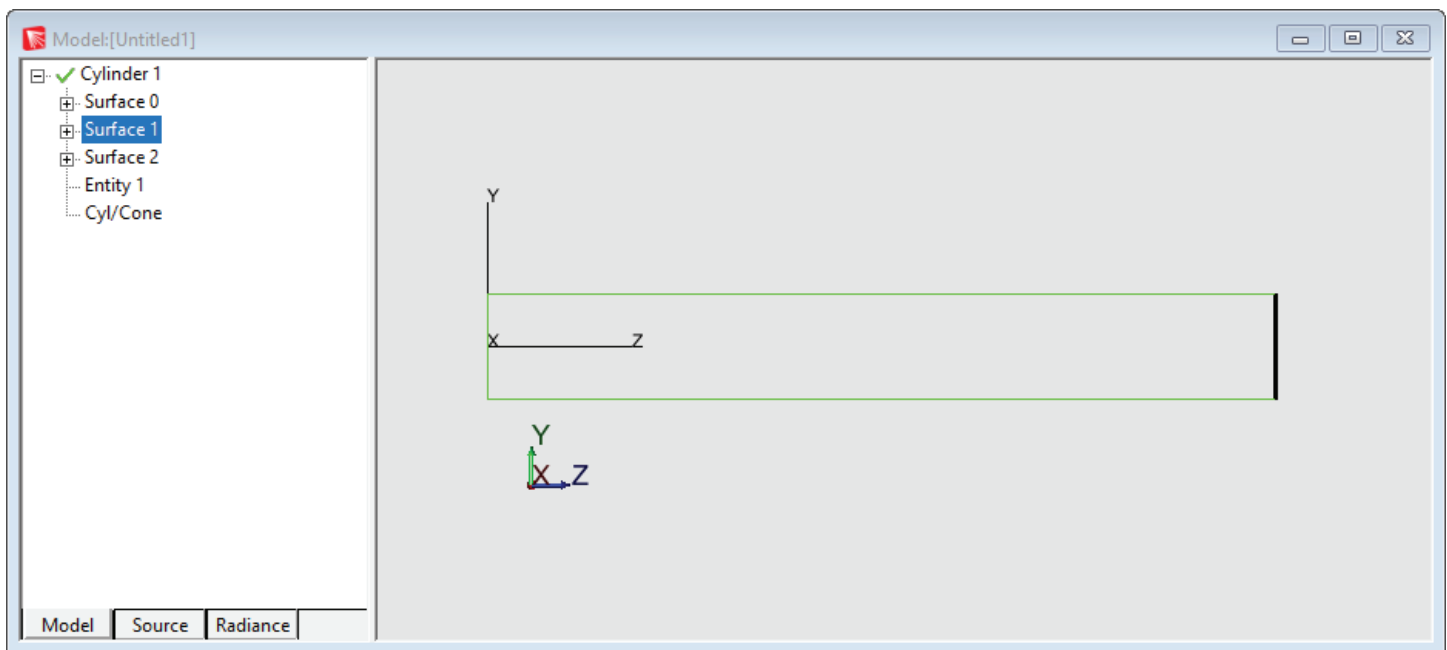 Model:[Untitled1]
Cylinder 1
Surface 0
Surface 1
Surface 2
Entity 1
Cyl/Cone
Y
X Z
Y
X Z
Model Source Radiance